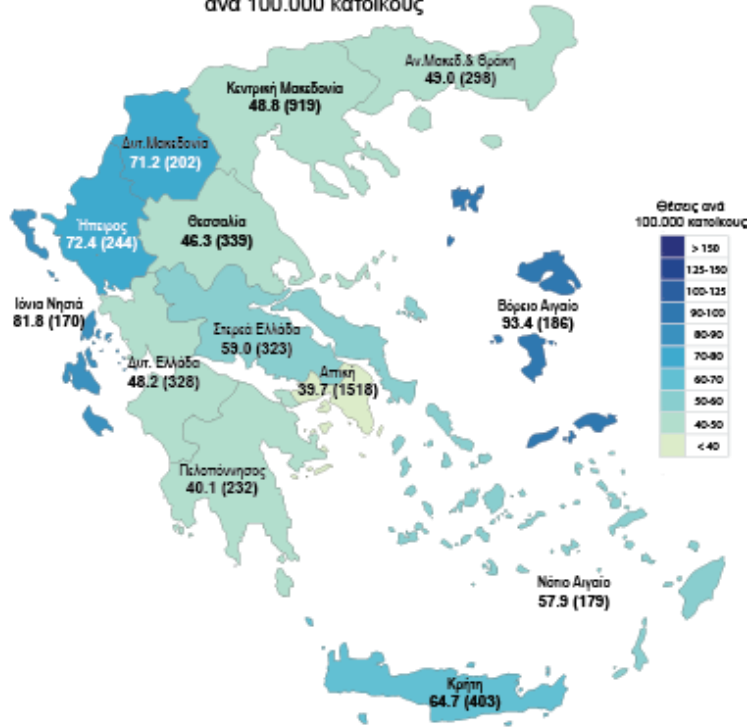 ανά 100.000 κατοίκους
Αν.Μακεδ.& Θράκη
49.0 (298)
Κεντρική Μακεδονία
48.8 (919)
Δυτ.Μακεδονία
71.2 (202)
Ήπειρος
72.4 (244)
Θεσσαλία
46.3 (339)
Ιόνια Νησιά
81.8 (170)
Στερεά Ελλάδα
59.0 (323)
Δυτ. Ελλάδα
48.2 (328)
Αττική
39.7 (1518)
Πελοπόννησος
40.1 (232)
Βόρειο Αιγαίο
93.4 (186)
Νότιο Αιγαίο
57.9 (179)
Κρήτη
64.7 (403)
Θέσεις ανά
100.000 κατοίκους
> 150
125-150
100-125
90-100
80-90
70-80
60-70
50-60
40-50
< 40